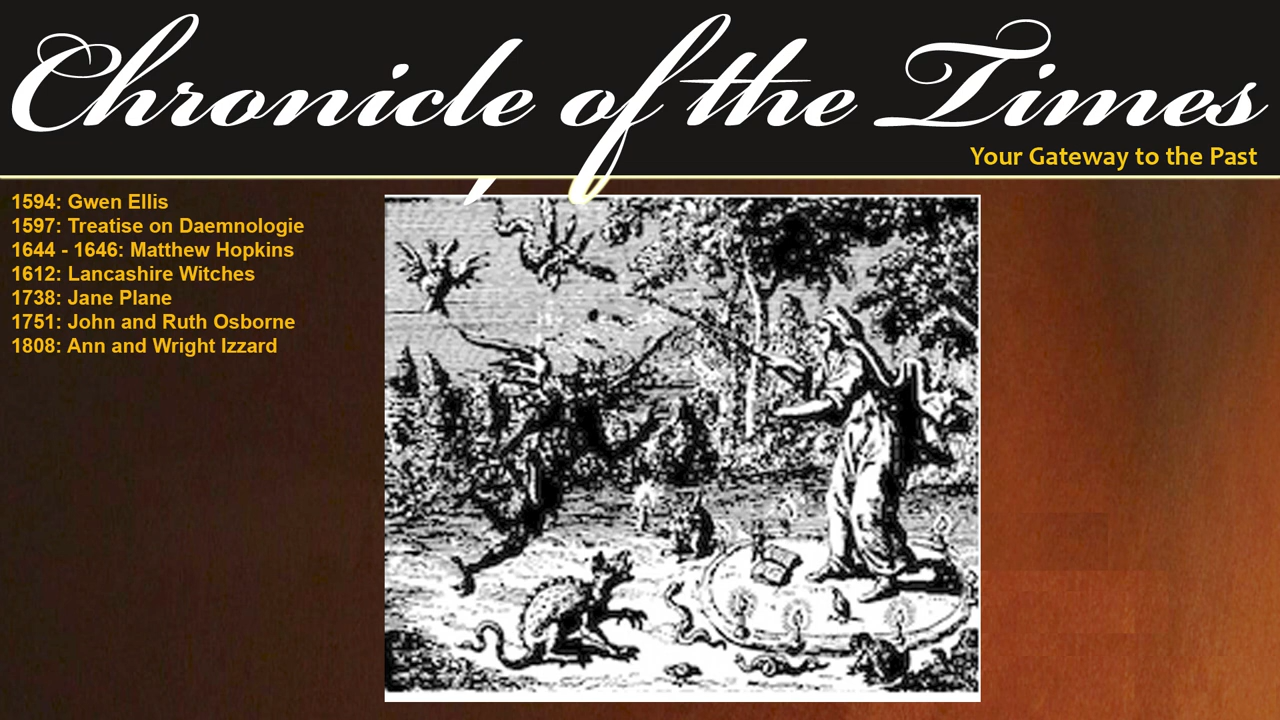 Chronicle of the Times
Your Gateway to the Past
1594: Gwen Ellis
1597: Treatise on Daemnologie
1644 - 1646: Matthew Hopkins
1612: Lancashire Witches
1738: Jane Plane
1751: John and Ruth Osborne
1808: Ann and Wright Izzard